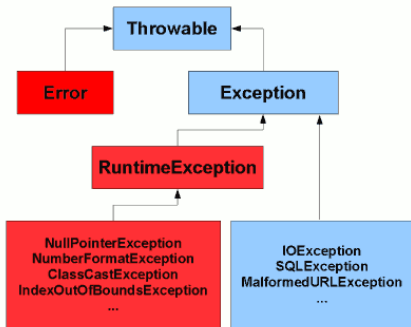 Throwable
Error
Exception
RuntimeException
NullPointerException
NumberFormatException
ClassCastException
IndexOutOfBoundsException
...
IOException
SQLException
MalformedURLException
...